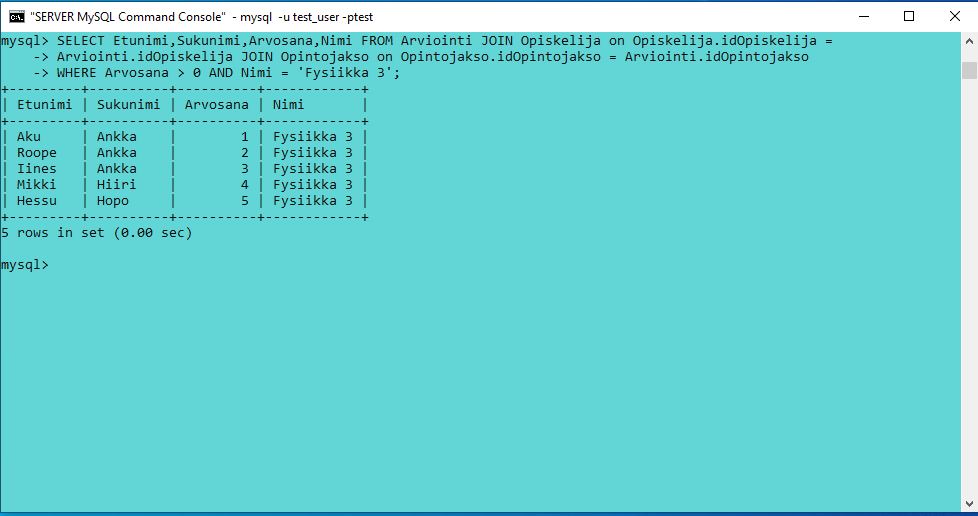 "SERVER MySQL Command Console" - mysql -u test_user -ptest
mysql> SELECT Etunimi,Sukunimi,Arvosana,Nimi FROM Arviointi JOIN Opiskelija on Opiskelija.idOpiskelija =
    -> Arviointi.idOpiskelija JOIN Opintojakso on Opintojakso.idOpintojakso = Arviointi.idOpintojakso
    -> WHERE Arvosana > 0 AND Nimi = 'Fysiikka 3';
+---------+----------+----------+------------+
| Etunimi | Sukunimi | Arvosana | Nimi       |
+---------+----------+----------+------------+
| Aku     | Ankka    |        1 | Fysiikka 3 |
| Roope   | Ankka    |        2 | Fysiikka 3 |
| Iines   | Ankka    |        3 | Fysiikka 3 |
| Mikki   | Hiiri    |        4 | Fysiikka 3 |
| Hessu   | Hopo     |        5 | Fysiikka 3 |
+---------+----------+----------+------------+
5 rows in set (0.00 sec)
mysql>